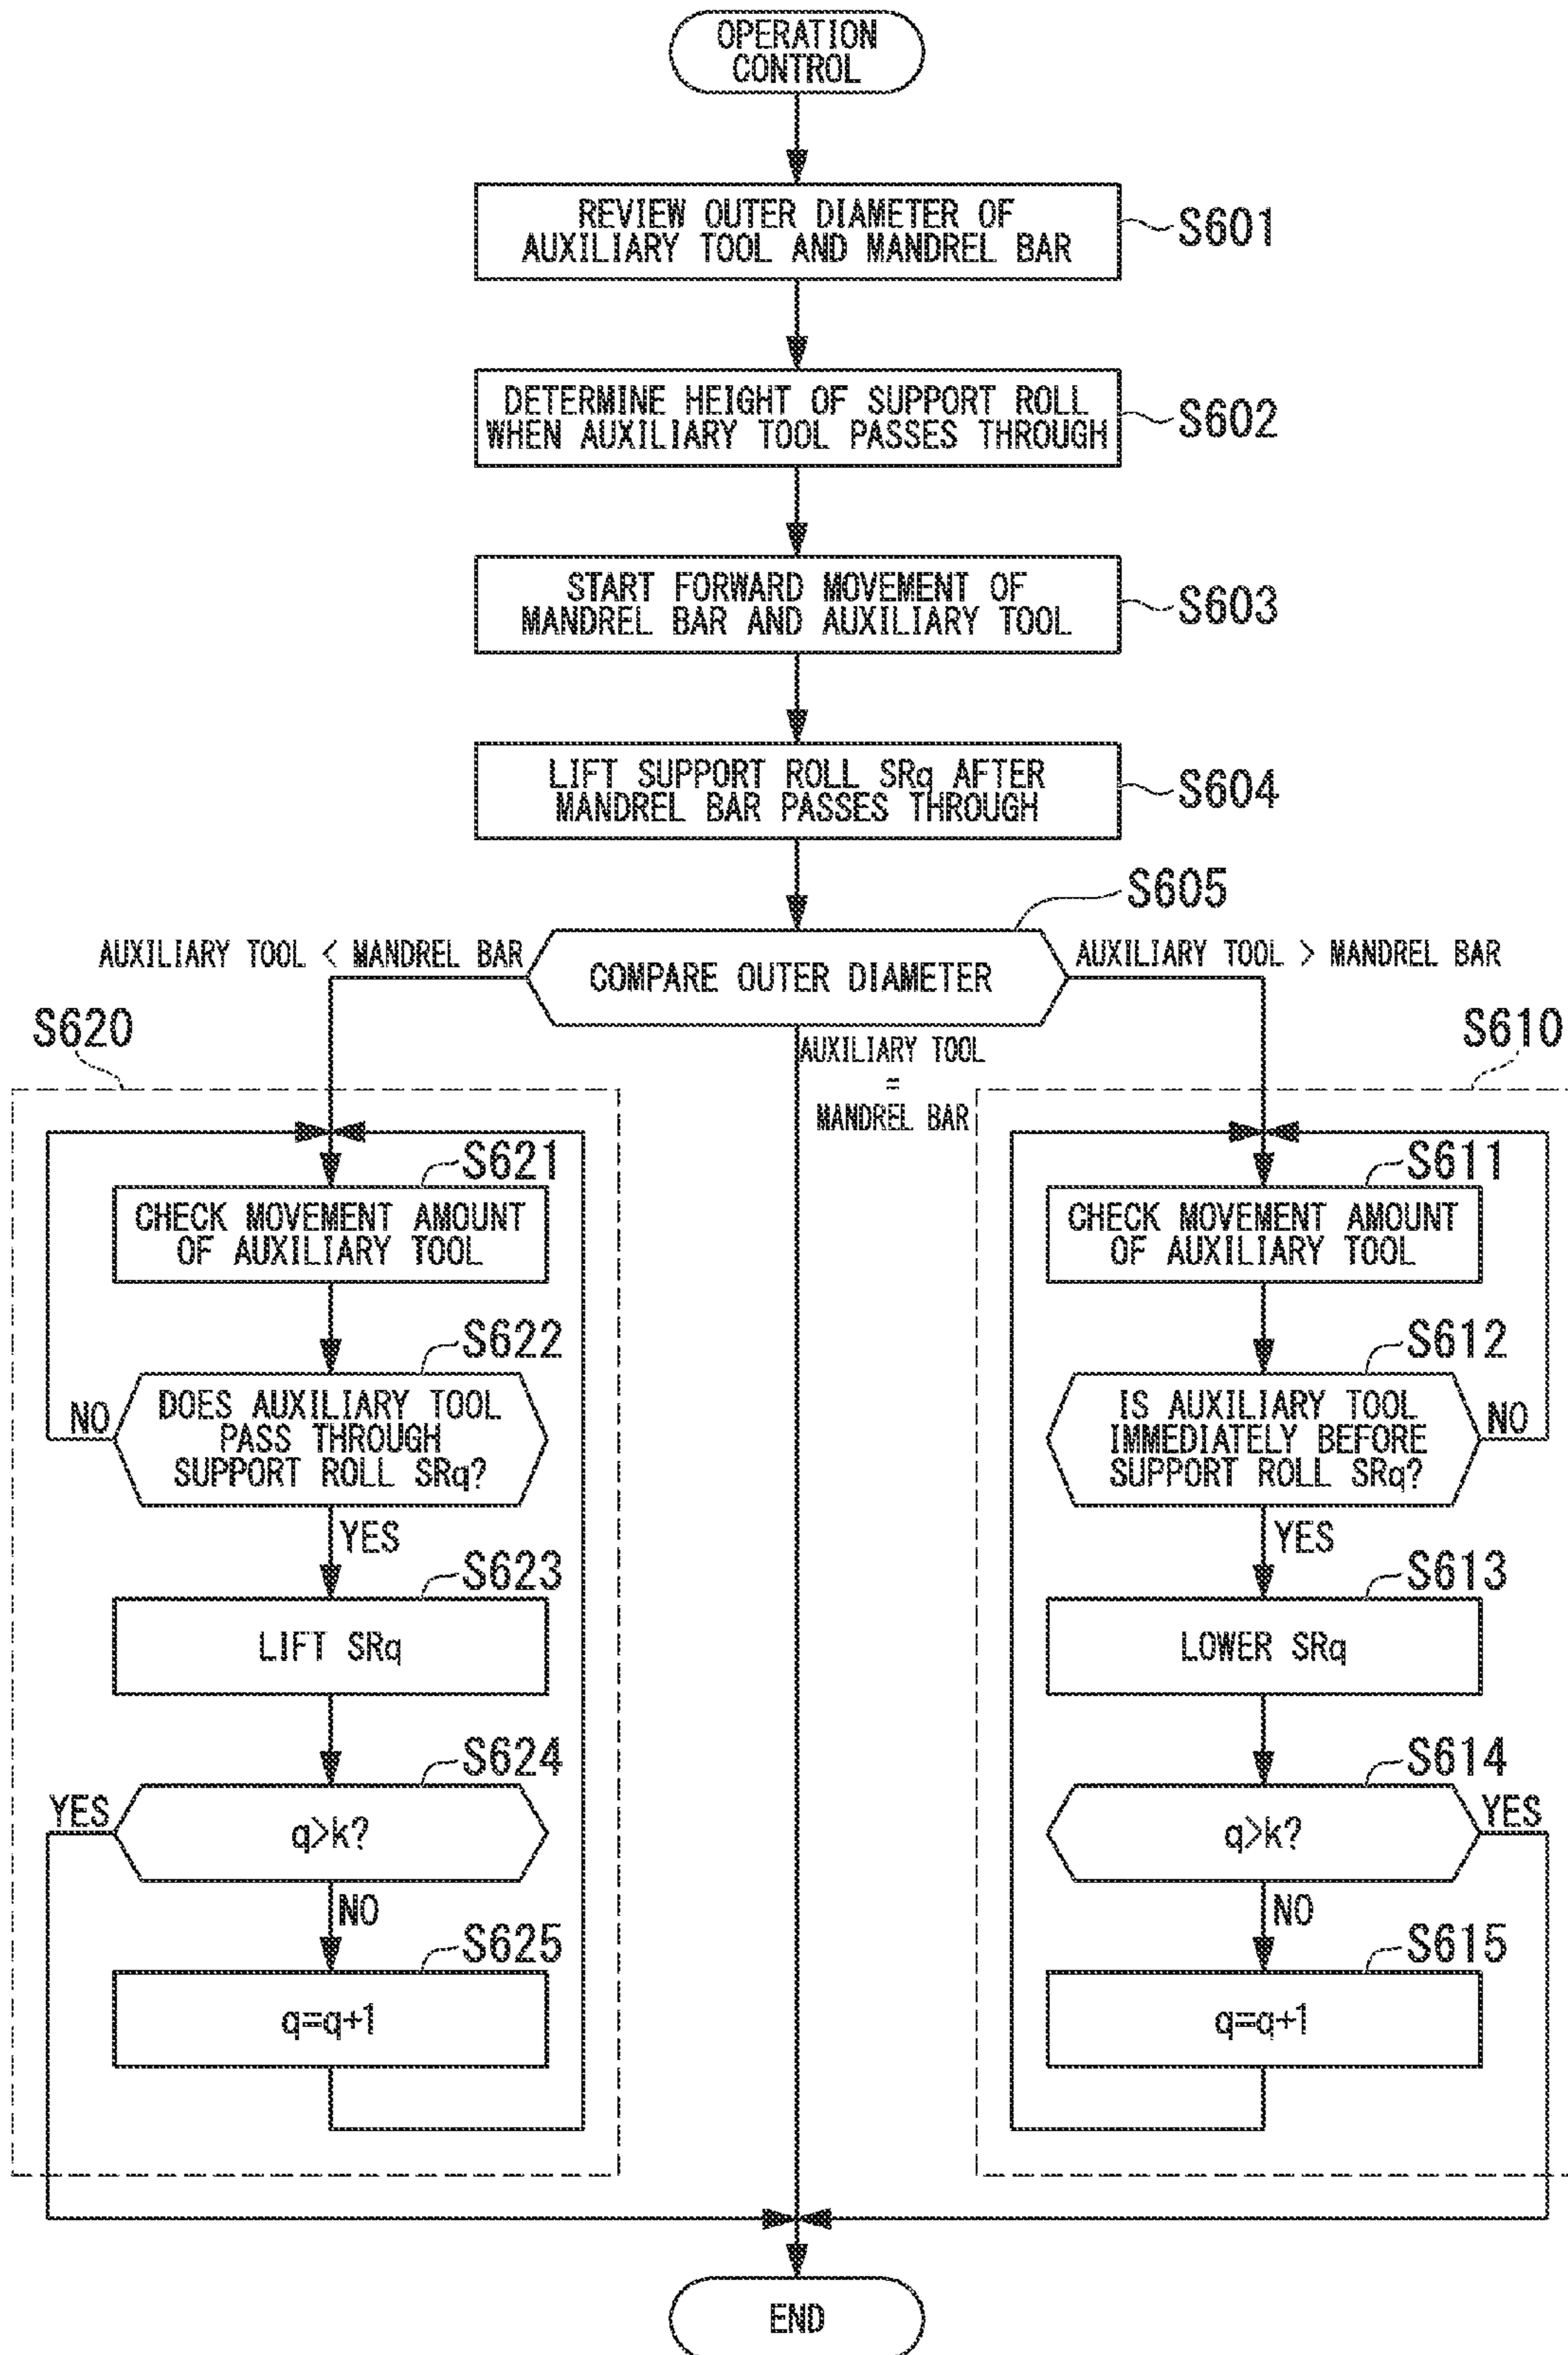 OPERATION
CONTROL
REVIEW OUTER DIAMETER OF
AUXILIARY TOOL AND MANDREL BAR
S601
DETERMINE HEIGHT OF SUPPORT ROLL
WHEN AUXILIARY TOOL PASSES THROUGH
S602
START FORWARD MOVEMENT OF
MANDREL BAR AND AUXILIARY TOOL
S603
LIFT SUPPORT ROLL SRq AFTER
MANDREL BAR PASSES THROUGH
S604
S605
AUXILIARY TOOL < MANDREL BAR
COMPARE OUTER DIAMETER
AUXILIARY TOOL > MANDREL BAR
AUXILIARY TOOL
=
MANDREL BAR
S620
S621
CHECK MOVEMENT AMOUNT
OF AUXILIARY TOOL
S622
DOES AUXILIARY TOOL
PASS THROUGH
SUPPORT ROLL SRq?
NO
YES
S623
LIFT SRq
S624
YES
q>k?
NO
S625
q=q+1
S610
S611
CHECK MOVEMENT AMOUNT
OF AUXILIARY TOOL
S612
IS AUXILIARY TOOL
IMMEDIATELY BEFORE
SUPPORT ROLL SRq?
NO
YES
S613
LOWER SRq
S614
q>k?
YES
NO
S615
q=q+1
END